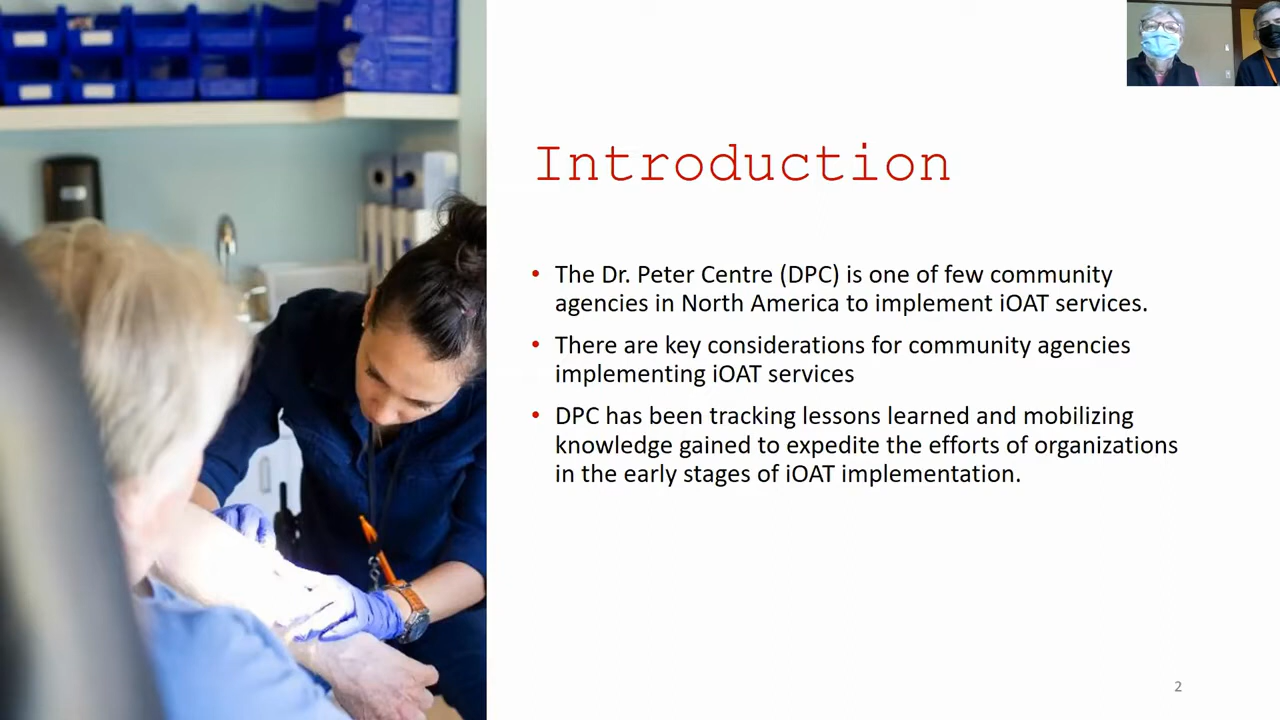 Introduction
• The Dr. Peter Centre (DPC) is one of few community
agencies in North America to implement iOAT services.
• There are key considerations for community agencies
implementing iOAT services
• DPC has been tracking lessons learned and mobilizing
knowledge gained to expedite the efforts of organizations
in the early stages of iOAT implementation.
2